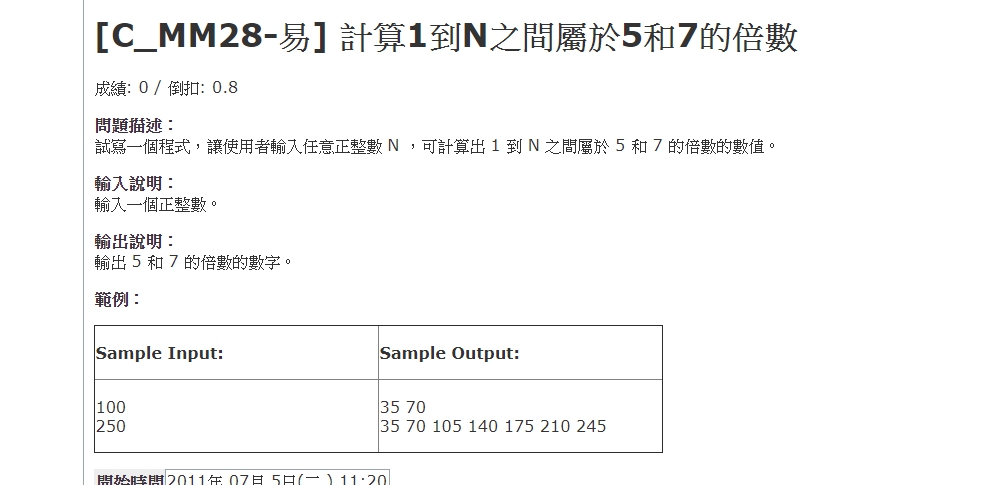 [C_MM28-易] 計算1到N之間屬於5和7的倍數
成績: 0 / 倒扣: 0.8
問題描述：
試寫一個程式，讓使用者輸入任意正整數 N ，可計算出 1 到 N 之間屬於 5 和 7 的倍數的數值。
輸入說明：
輸入一個正整數。
輸出說明：
輸出 5 和 7 的倍數的數字。
範例：
Sample Input: Sample Output:
100 35 70
250 35 70 105 140 175 210 245
開始時間 2011年 07月 5日(二 ) 11:20